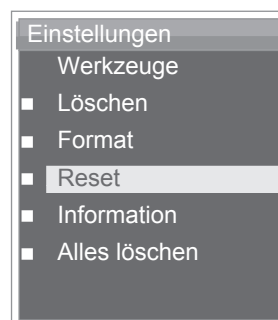 Einstellungen
Werkzeuge
Löschen
Format
Reset
Information
Alles löschen